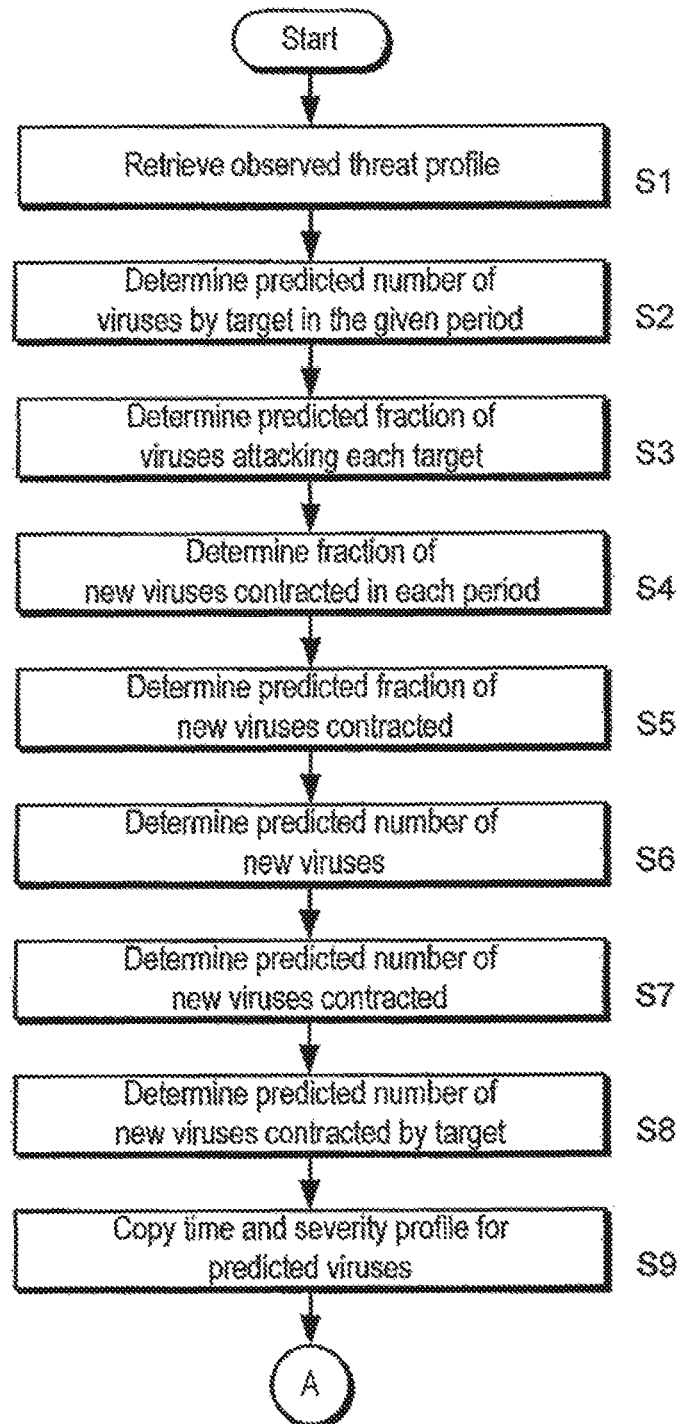 Start
Retrieve observed threat profile
S1
Determine predicted number of
viruses by target in the given period
S2
Determine predicted fraction of
viruses attacking each target
S3
Determine fraction of
new viruses contracted in each period
S4
Determine predicted fraction of
new viruses contracted
S5
Determine predicted number of
new viruses
S6
Determine predicted number of
new viruses contracted
S7
Determine predicted number of
new viruses contracted by target
S8
Copy time and severity profile for
predicted viruses
S9
A